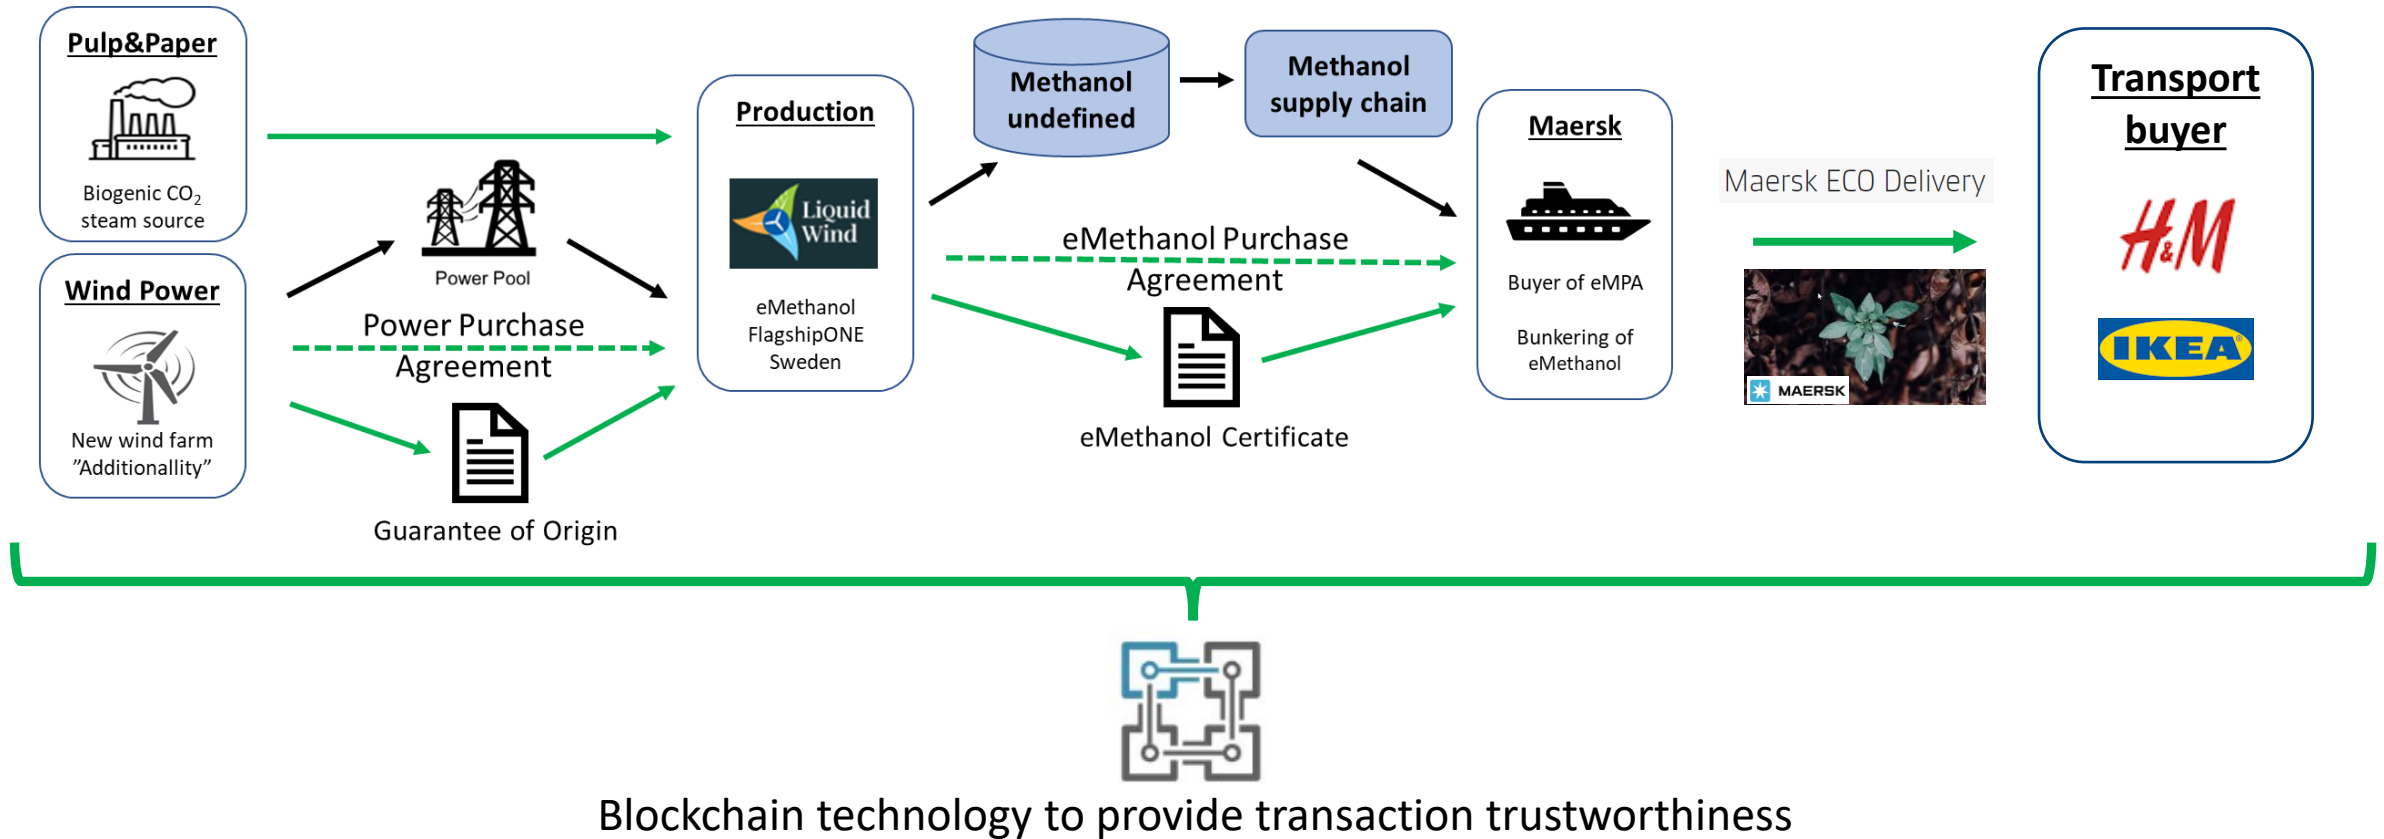 Pulp&Paper
Biogenic CO₂
steam source
Wind Power
New wind farm
”Additionallity”
Power Pool
Power Purchase
Agreement
Guarantee of Origin
Production
Liquid
Wind
eMethanol
FlagshipONE
Sweden
Methanol
undefined
Methanol
supply chain
eMethanol Purchase
Agreement
eMethanol Certificate
Maersk
Buyer of eMPA
Bunkering of
eMethanol
Maersk ECO Delivery
MAERSK
Transport
buyer
H&M
IKEA®
Blockchain technology to provide transaction trustworthiness